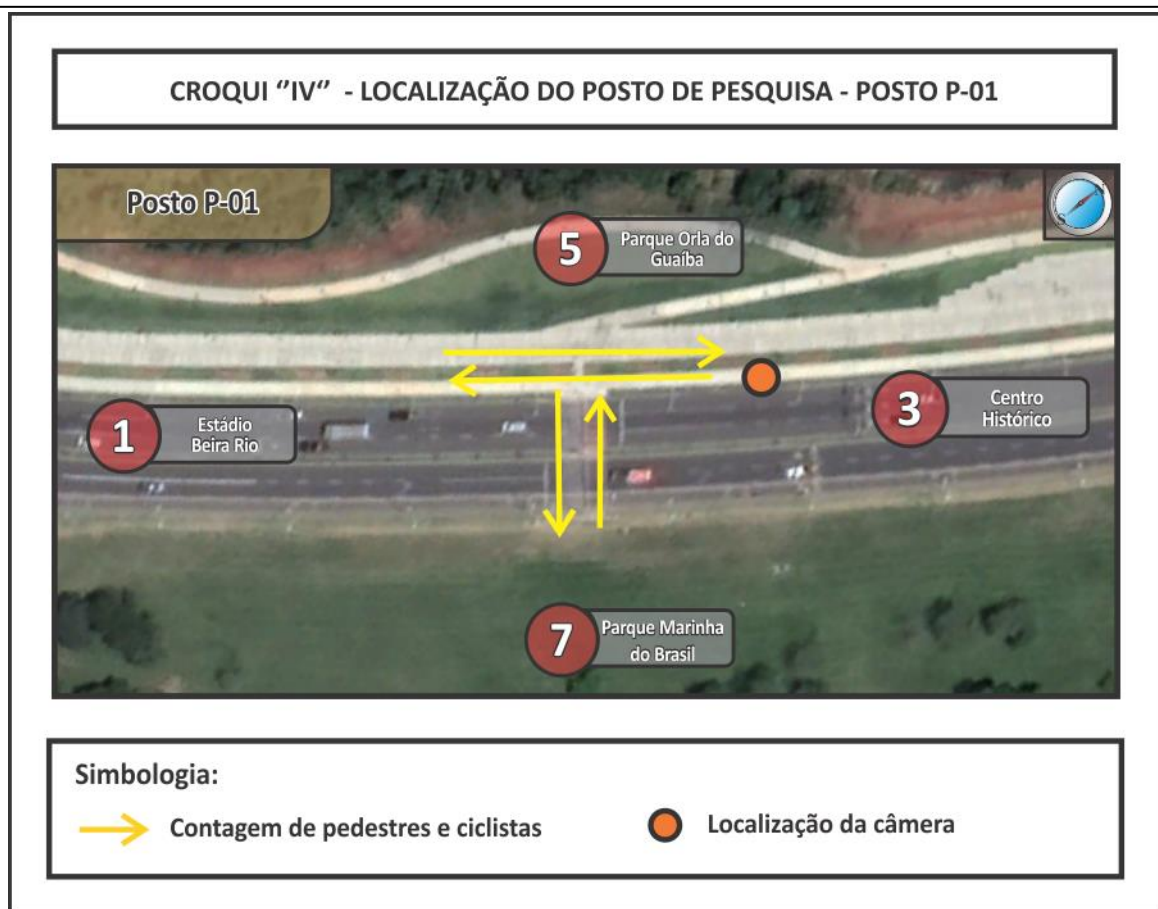 CROQUI "IV" - LOCALIZAÇÃO DO POSTO DE PESQUISA - POSTO P-01
Posto P-01
5
Parque Orla do
Guaíba
1
Estádio
Beira Rio
3
Centro
Histórico
7
Parque Marinha
do Brasil
Simbologia:
Contagem de pedestres e ciclistas
Localização da câmera